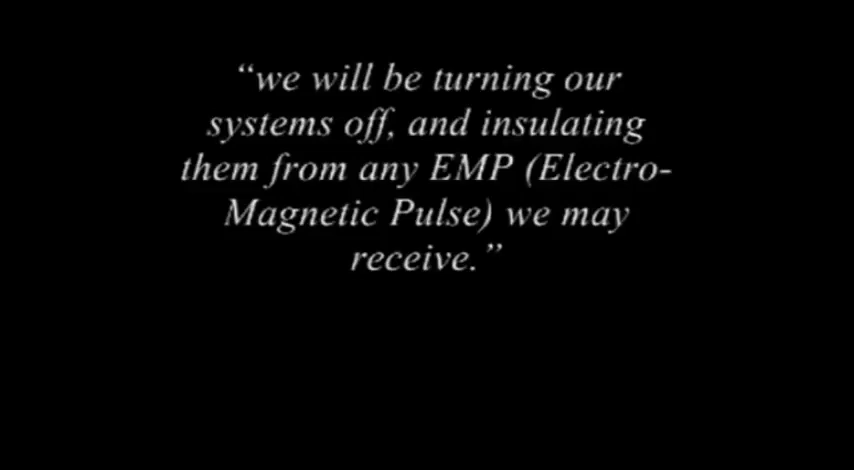 “we will be turning our
systems off, and insulating
them from any EMP (Electro-
Magnetic Pulse) we may
receive.”